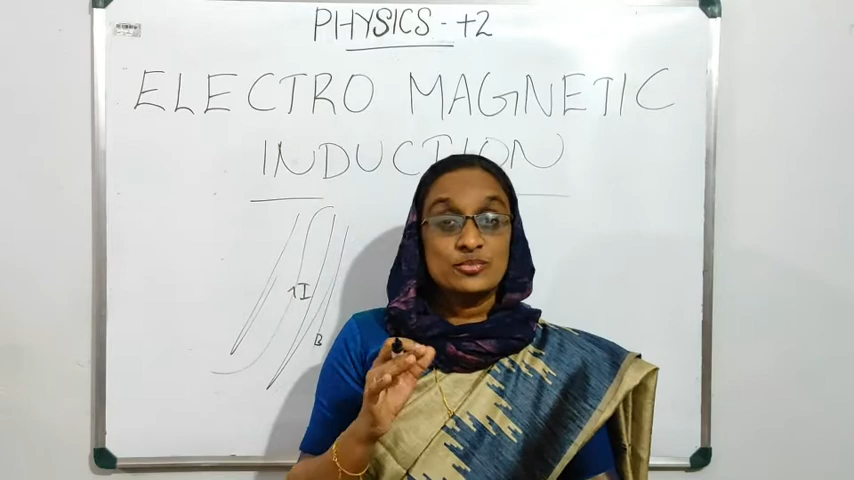 PHYSICS - +2
ELECTRO MAGNETIC
INDUCTION
I
B